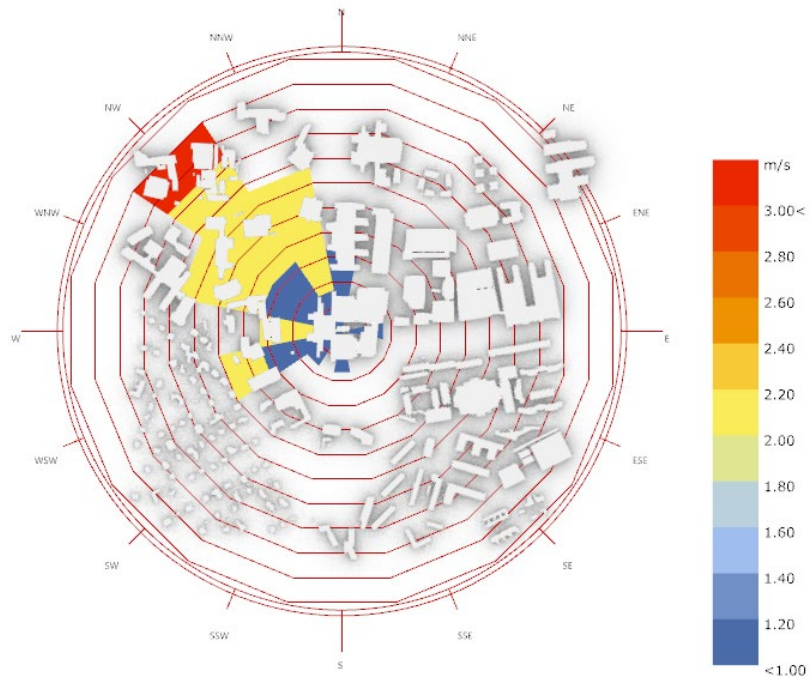 N
NNW
NNE
NW
NE
WNW
ENE
W
E
WSW
ESE
SW
SE
SSW
SSE
S
m/s
3.00<
2.80
2.60
2.40
2.20
2.00
1.80
1.60
1.40
1.20
<1.00